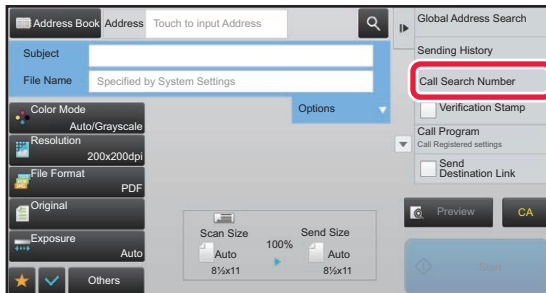 Address Book Address Touch to input Address
Subject
File Name Specified by System Settings
Options
Color Mode
Auto/Grayscale
Resolution
200x200dpi
File Format
PDF
Original
Exposure
Auto
Others
Scan Size
Auto
8½x11
100%
Send Size
Auto
8½x11
Global Address Search
Sending History
Call Search Number
Verification Stamp
Call Program
Call Registered settings
Send
Destination Link
Preview
CA
Start